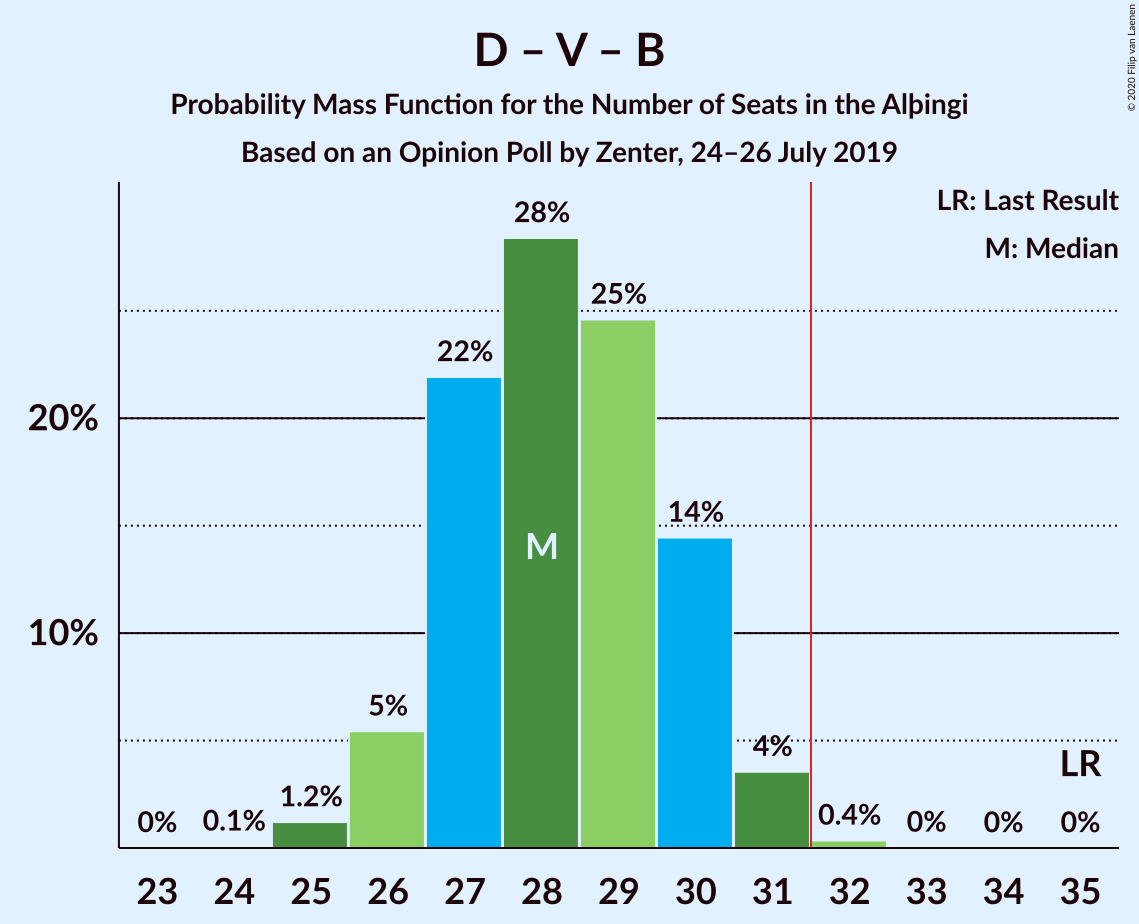 D – V – B
Probability Mass Function for the Number of Seats in the Alþingi
Based on an Opinion Poll by Zenter, 24–26 July 2019
© 2020 Filip van Laenen
LR: Last Result
M: Median
28%
25%
22%
20%
14%
M
10%
5%
4%
LR
1.2%
0% 0.1% 0.4% 0% 0% 0%
23 24 25 26 27 28 29 30 31 32 33 34 35